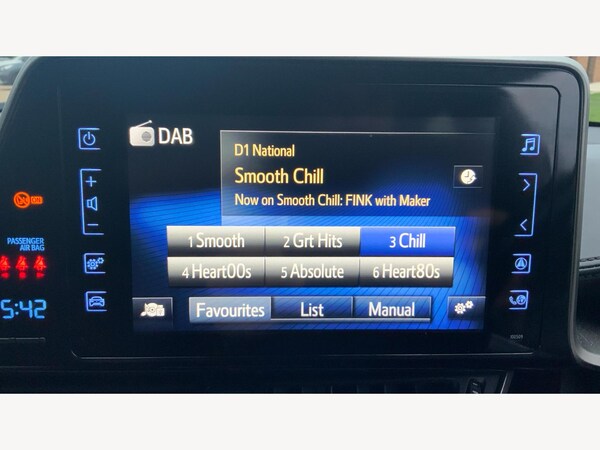 DAB
D1 National
Smooth Chill
Now on Smooth Chill: FINK with Maker
1 Smooth
2 Grt Hits
3 Chill
4 Heart00s
5 Absolute
6 Heart80s
Favourites
List
Manual
PASSENGER
AIR BAG
5:42